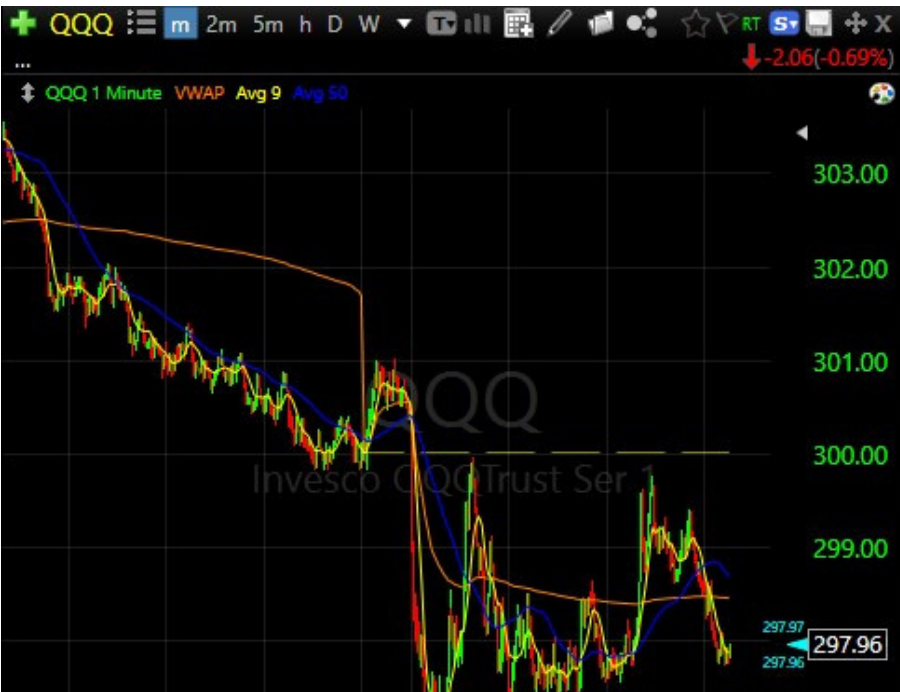 QQQ m 2m 5m h D W T RT S
... -2.06(-0.69%)
QQQ 1 Minute VWAP Avg 9 Avg 50
303.00
302.00
301.00
QQQ
300.00
Invesco QQQTrust Ser 1
299.00
297.97
297.96
297.96
X